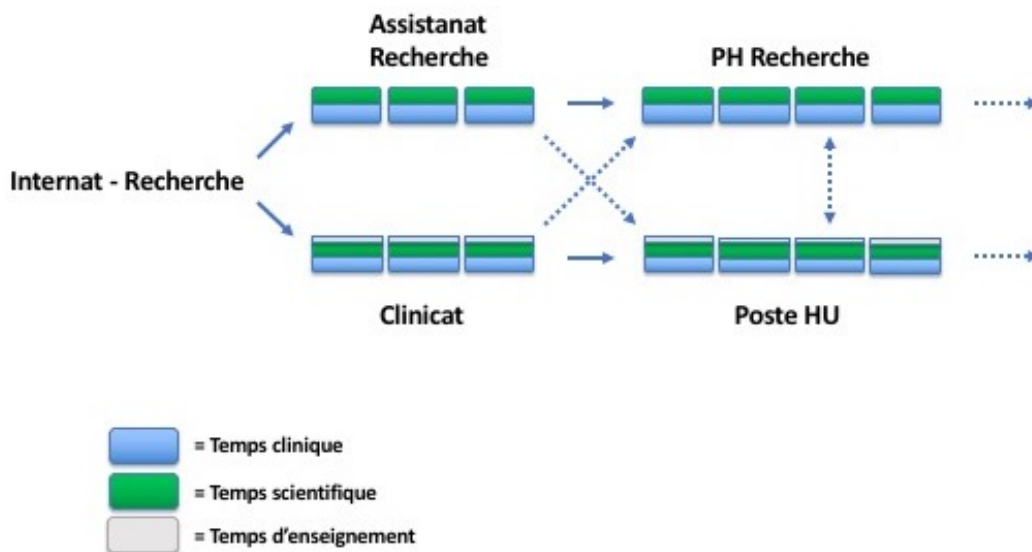 Assistanat
Recherche
PH Recherche
Internat - Recherche
Clinicat
Poste HU
= Temps clinique
= Temps scientifique
= Temps d'enseignement